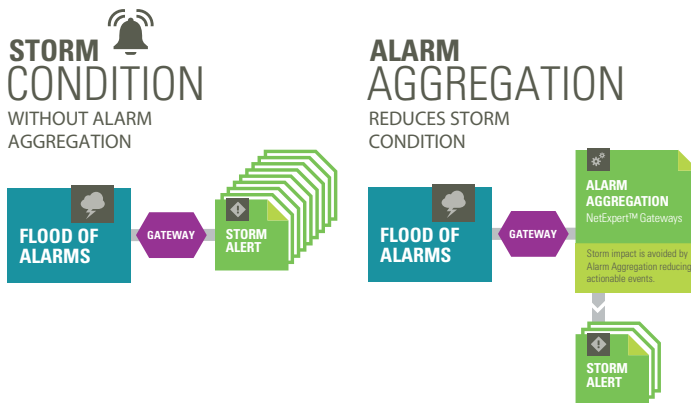 STORM
CONDITION
WITHOUT ALARM
AGGREGATION
FLOOD OF
ALARMS
GATEWAY
STORM
ALERT
ALARM
AGGREGATION
REDUCES STORM
CONDITION
FLOOD OF
ALARMS
GATEWAY
ALARM
AGGREGATION
NetExpert™ Gateways
Storm impact is avoided by
Alarm Aggregation reducing
actionable events.
STORM
ALERT